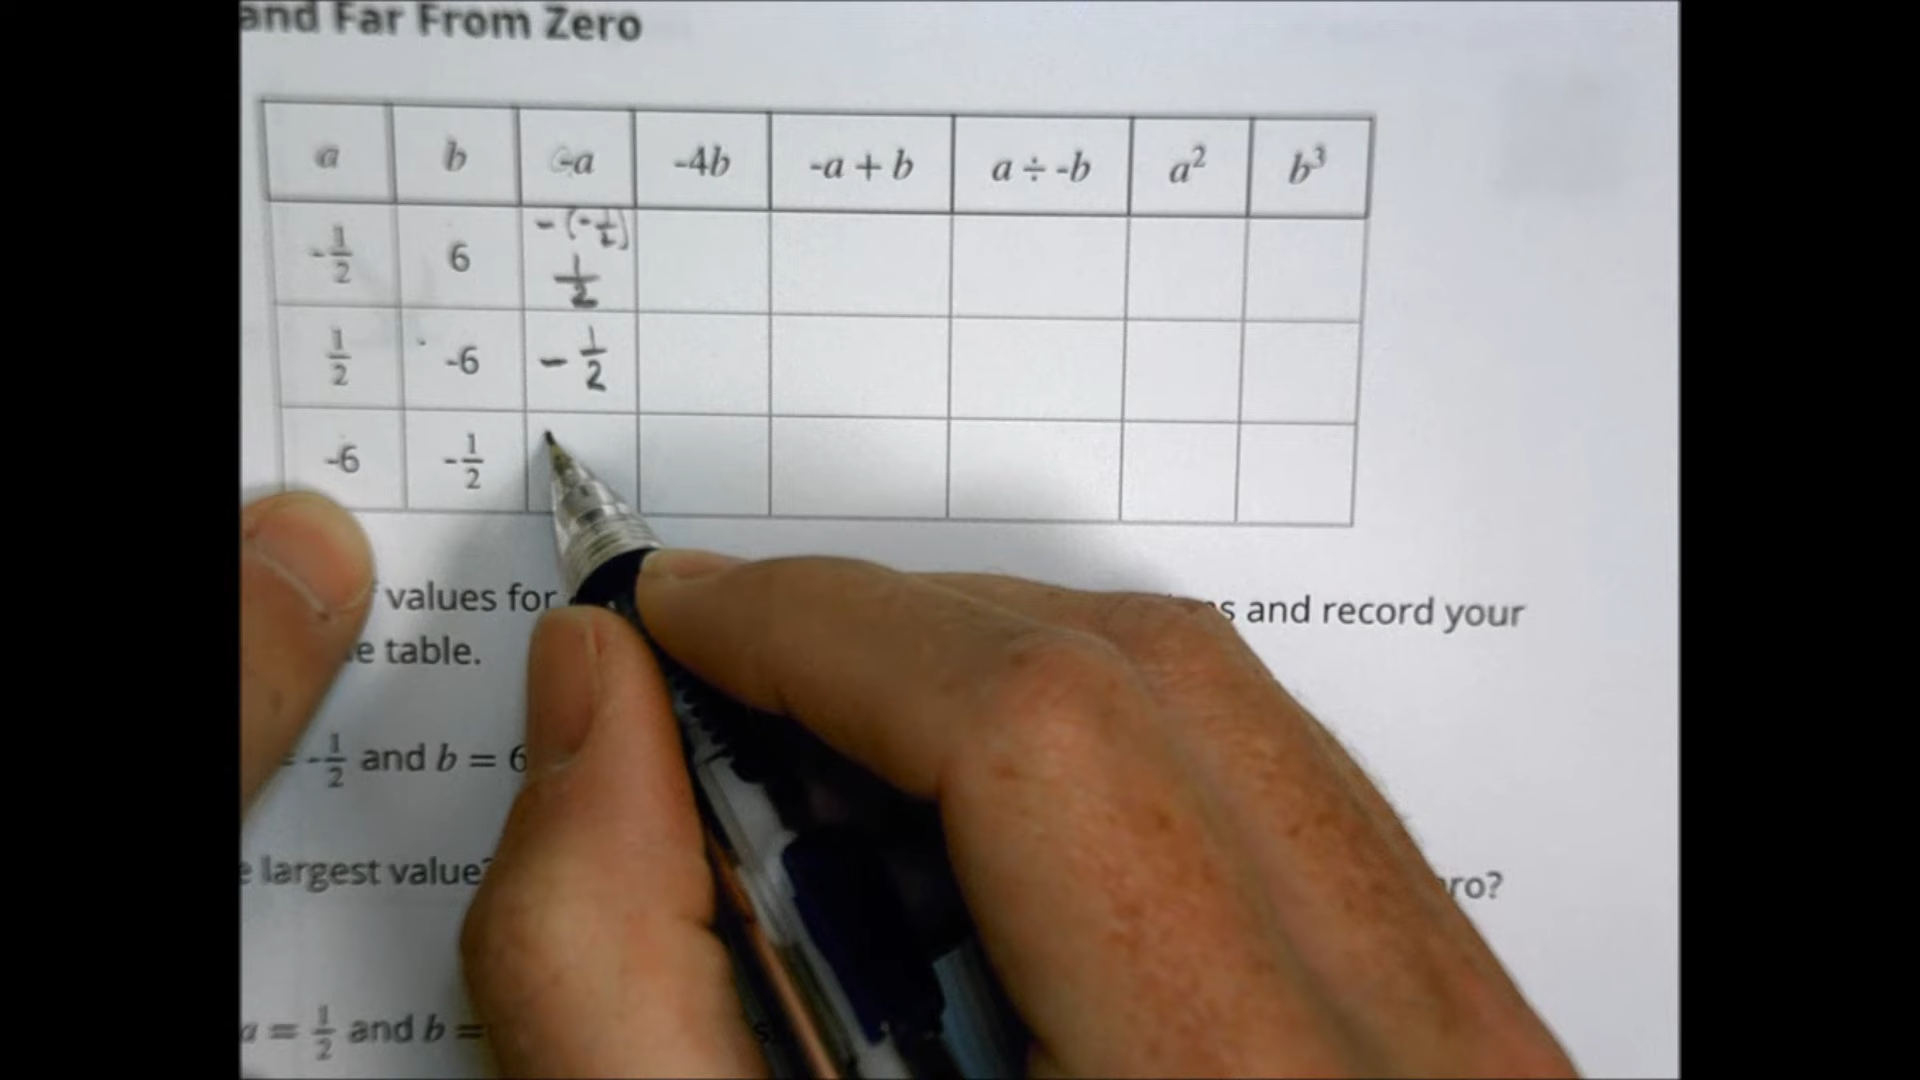 and Far From Zero
a b -a -4b -a + b a ÷ -b a² b³
-1/2 6 -(-1/2) 1/2
1/2 -6 -1/2
-6 -1/2
values for and record your
table.
-1/2 and b = 6
largest value?
a = 1/2 and b =